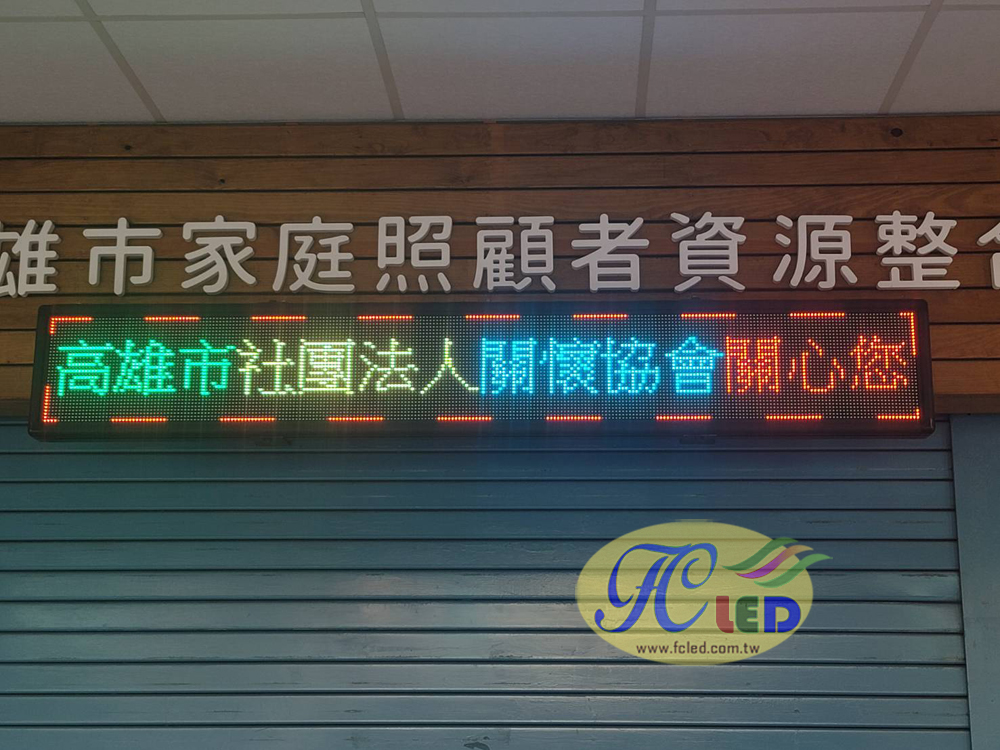 雄市家庭照顧者資源整合
高雄市社團法人關懷協會關心您
FC LED
www.fcled.com.tw